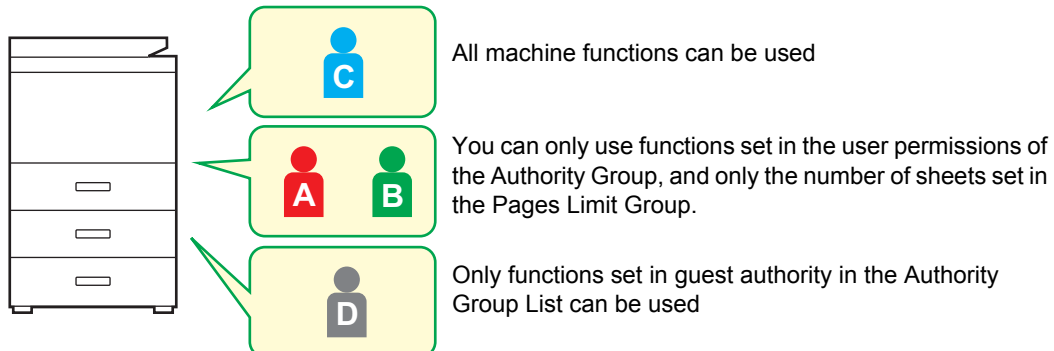 C
All machine functions can be used
A
B
You can only use functions set in the user permissions of
the Authority Group, and only the number of sheets set in
the Pages Limit Group.
D
Only functions set in guest authority in the Authority
Group List can be used